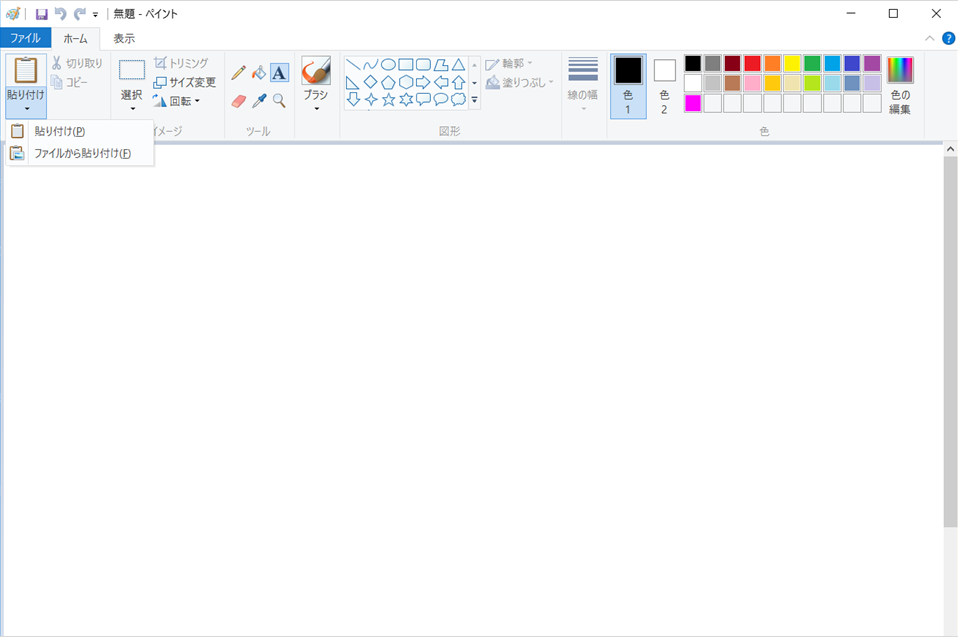 無題 - ペイント
ファイル ホーム 表示
貼り付け
切り取り
コピー
選択
トリミング
サイズ変更
回転
A
ブラシ
輪郭
塗りつぶし
線の幅
色
1
色
2
色の
編集
イメージ ツール 図形 色
貼り付け(P)
ファイルから貼り付け(F)